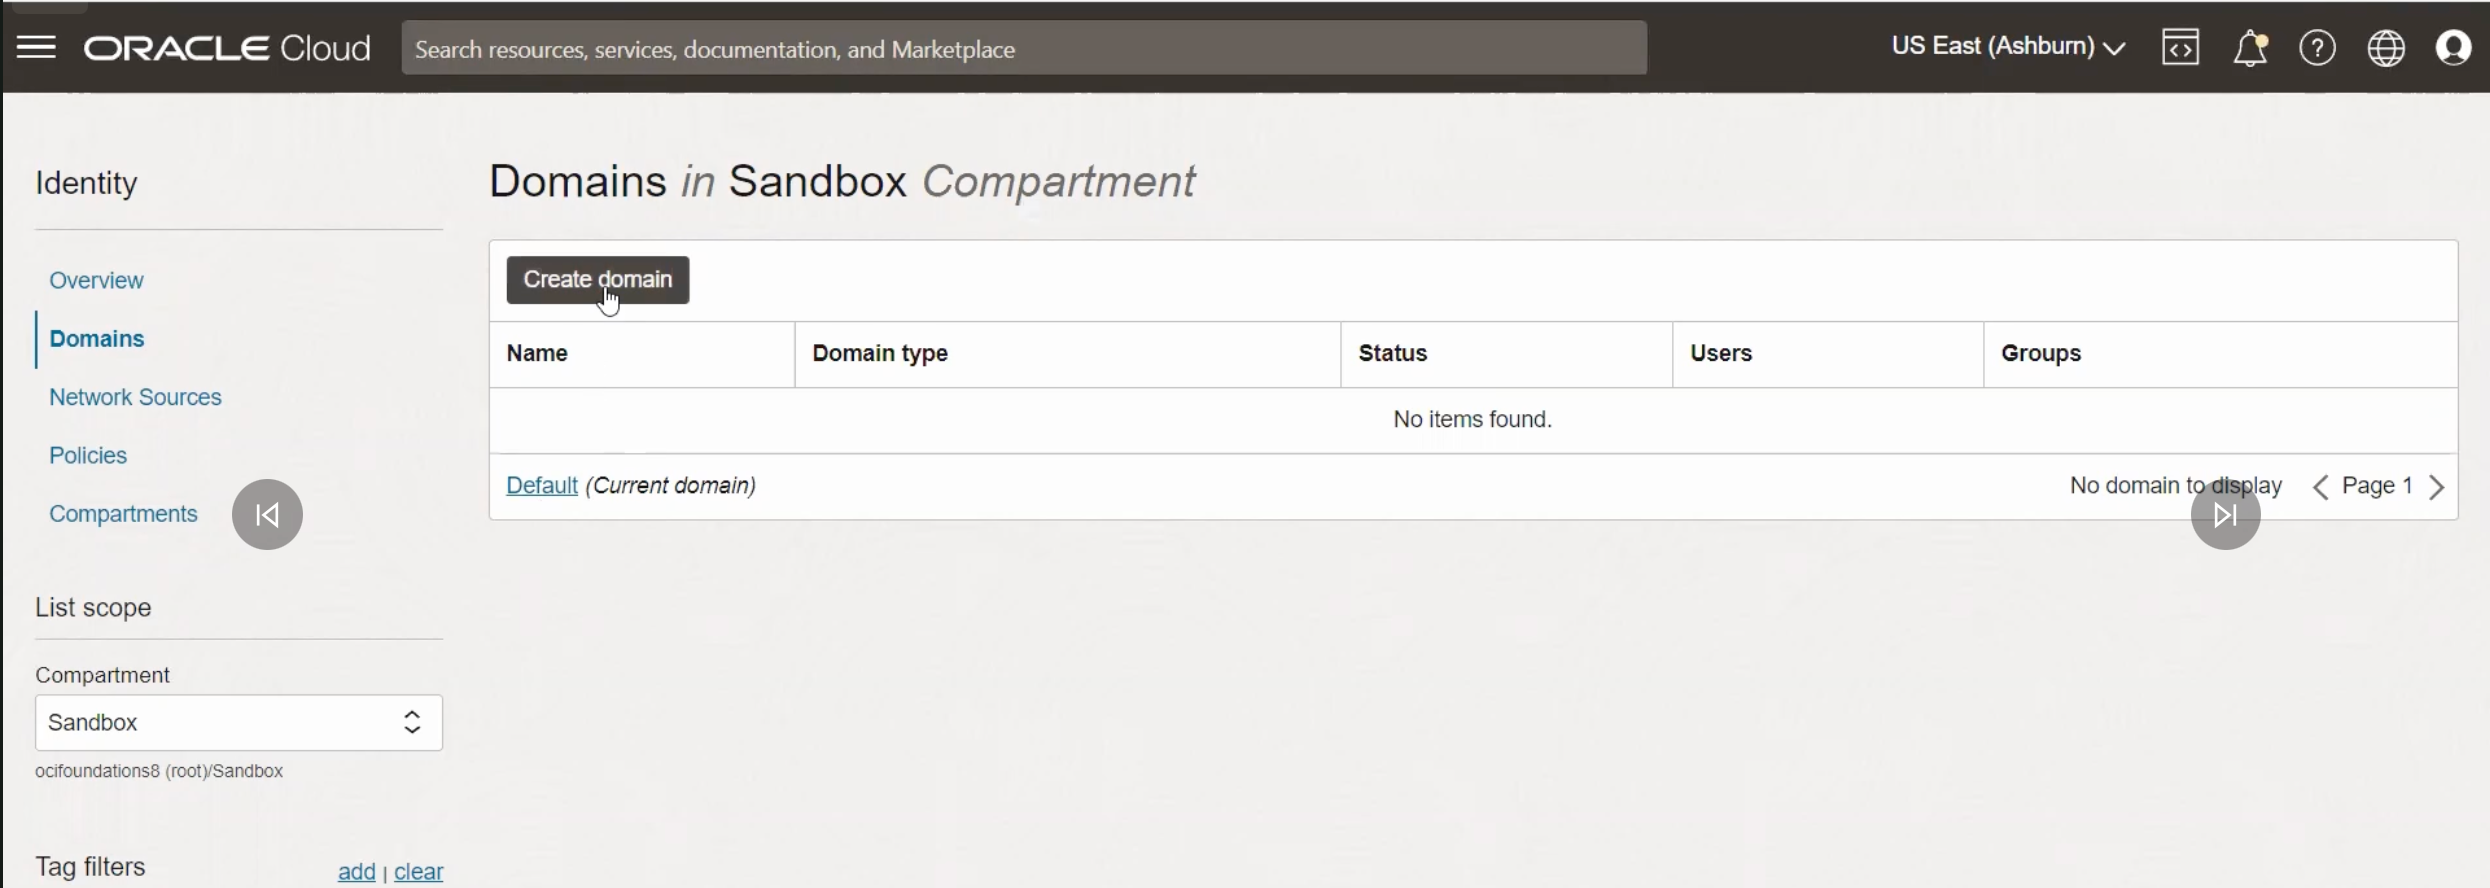 ORACLE Cloud
Search resources, services, documentation, and Marketplace
US East (Ashburn)
Identity
Overview
Domains
Network Sources
Policies
Compartments
List scope
Compartment
Sandbox
ocifoundations8 (root)/Sandbox
Tag filters
add | clear
Domains in Sandbox Compartment
Create domain
Name Domain type Status Users Groups
No items found.
Default (Current domain)
No domain to display
Page 1